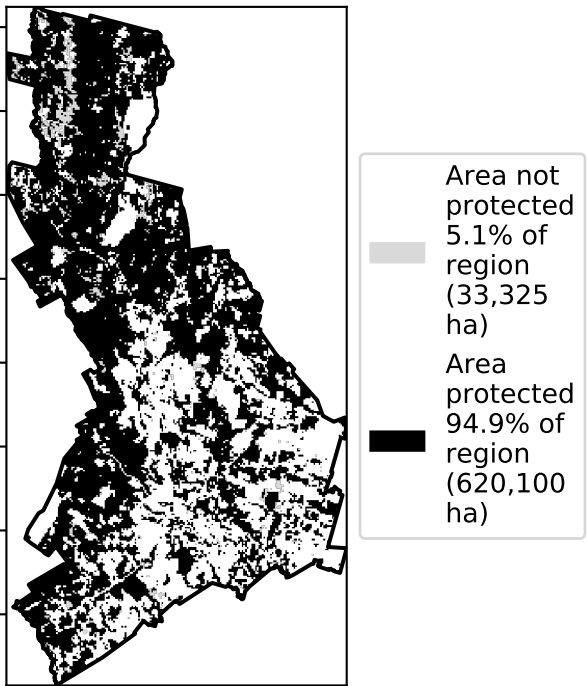 Area not
protected
5.1% of
region
(33,325
ha)
Area
protected
94.9% of
region
(620,100
ha)